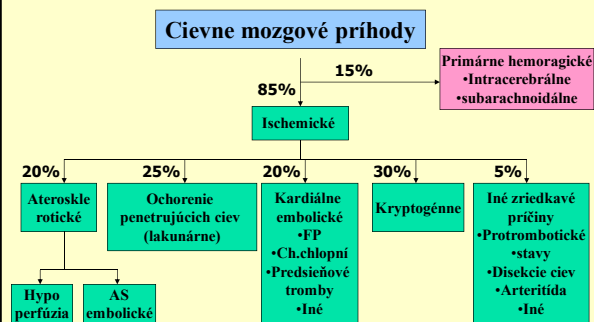 Cievne mozgové príhody
15%
Primárne hemoragické
•Intracerebrálne
•subarachnoidálne
85%
Ischemické
20%
Ateroskle
rotické
25%
Ochorenie
penetrujúcich ciev
(lakunárne)
20%
Kardiálne
embolické
•FP
•Ch.chlopní
•Predsieňové
tromby
•Iné
30%
Kryptogénne
5%
Iné zriedkavé
príčiny
•Protrombotické
•stavy
•Disekcie ciev
•Arteritída
•Iné
Hypo
perfúzia
AS
embolické